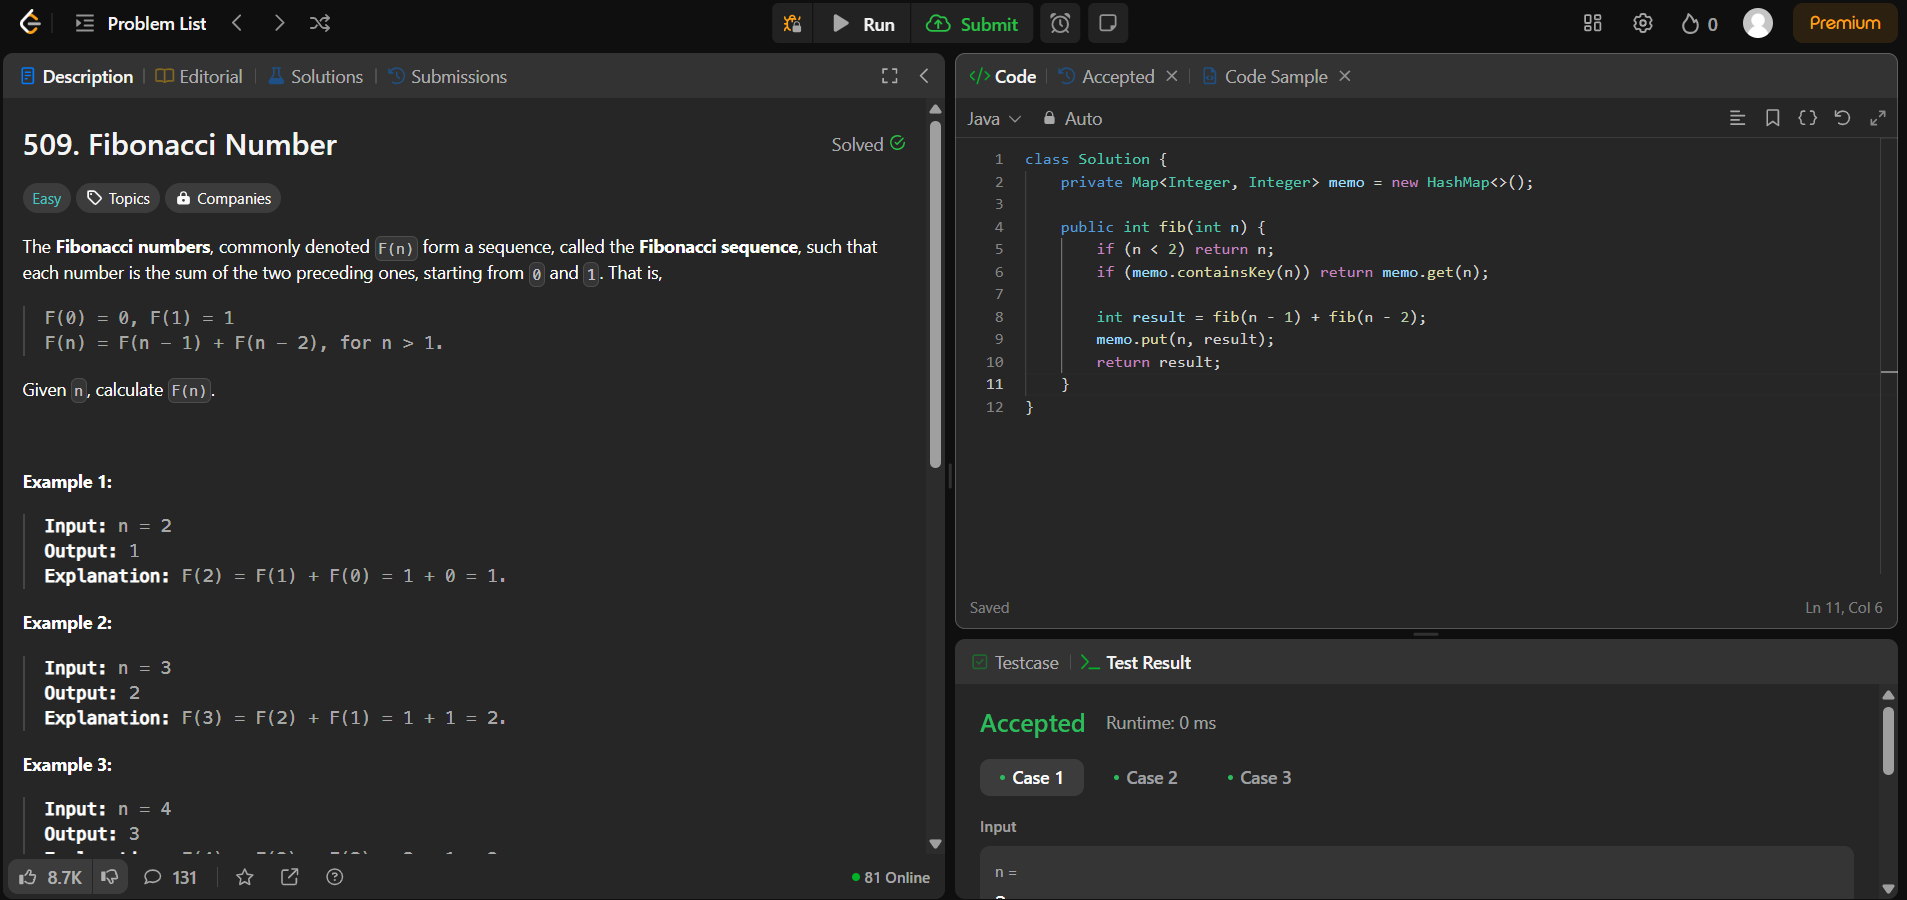 Problem List
Run
Submit
0
Premium
Description
Editorial
Solutions
Submissions
509. Fibonacci Number
Solved
Easy
Topics
Companies
The Fibonacci numbers, commonly denoted F(n) form a sequence, called the Fibonacci sequence, such that
each number is the sum of the two preceding ones, starting from 0 and 1. That is,
F(0) = 0, F(1) = 1
F(n) = F(n - 1) + F(n - 2), for n > 1.
Given n, calculate F(n).
Example 1:
Input: n = 2
Output: 1
Explanation: F(2) = F(1) + F(0) = 1 + 0 = 1.
Example 2:
Input: n = 3
Output: 2
Explanation: F(3) = F(2) + F(1) = 1 + 1 = 2.
Example 3:
Input: n = 4
Output: 3
8.7K
131
81 Online
Code
Accepted
Code Sample
Java
Auto
1 class Solution {
2 private Map<Integer, Integer> memo = new HashMap<>();
3
4 public int fib(int n) {
5 if (n < 2) return n;
6 if (memo.containsKey(n)) return memo.get(n);
7
8 int result = fib(n - 1) + fib(n - 2);
9 memo.put(n, result);
10 return result;
11 }
12 }
Saved
Ln 11, Col 6
Testcase
Test Result
Accepted
Runtime: 0 ms
Case 1
Case 2
Case 3
Input
n =